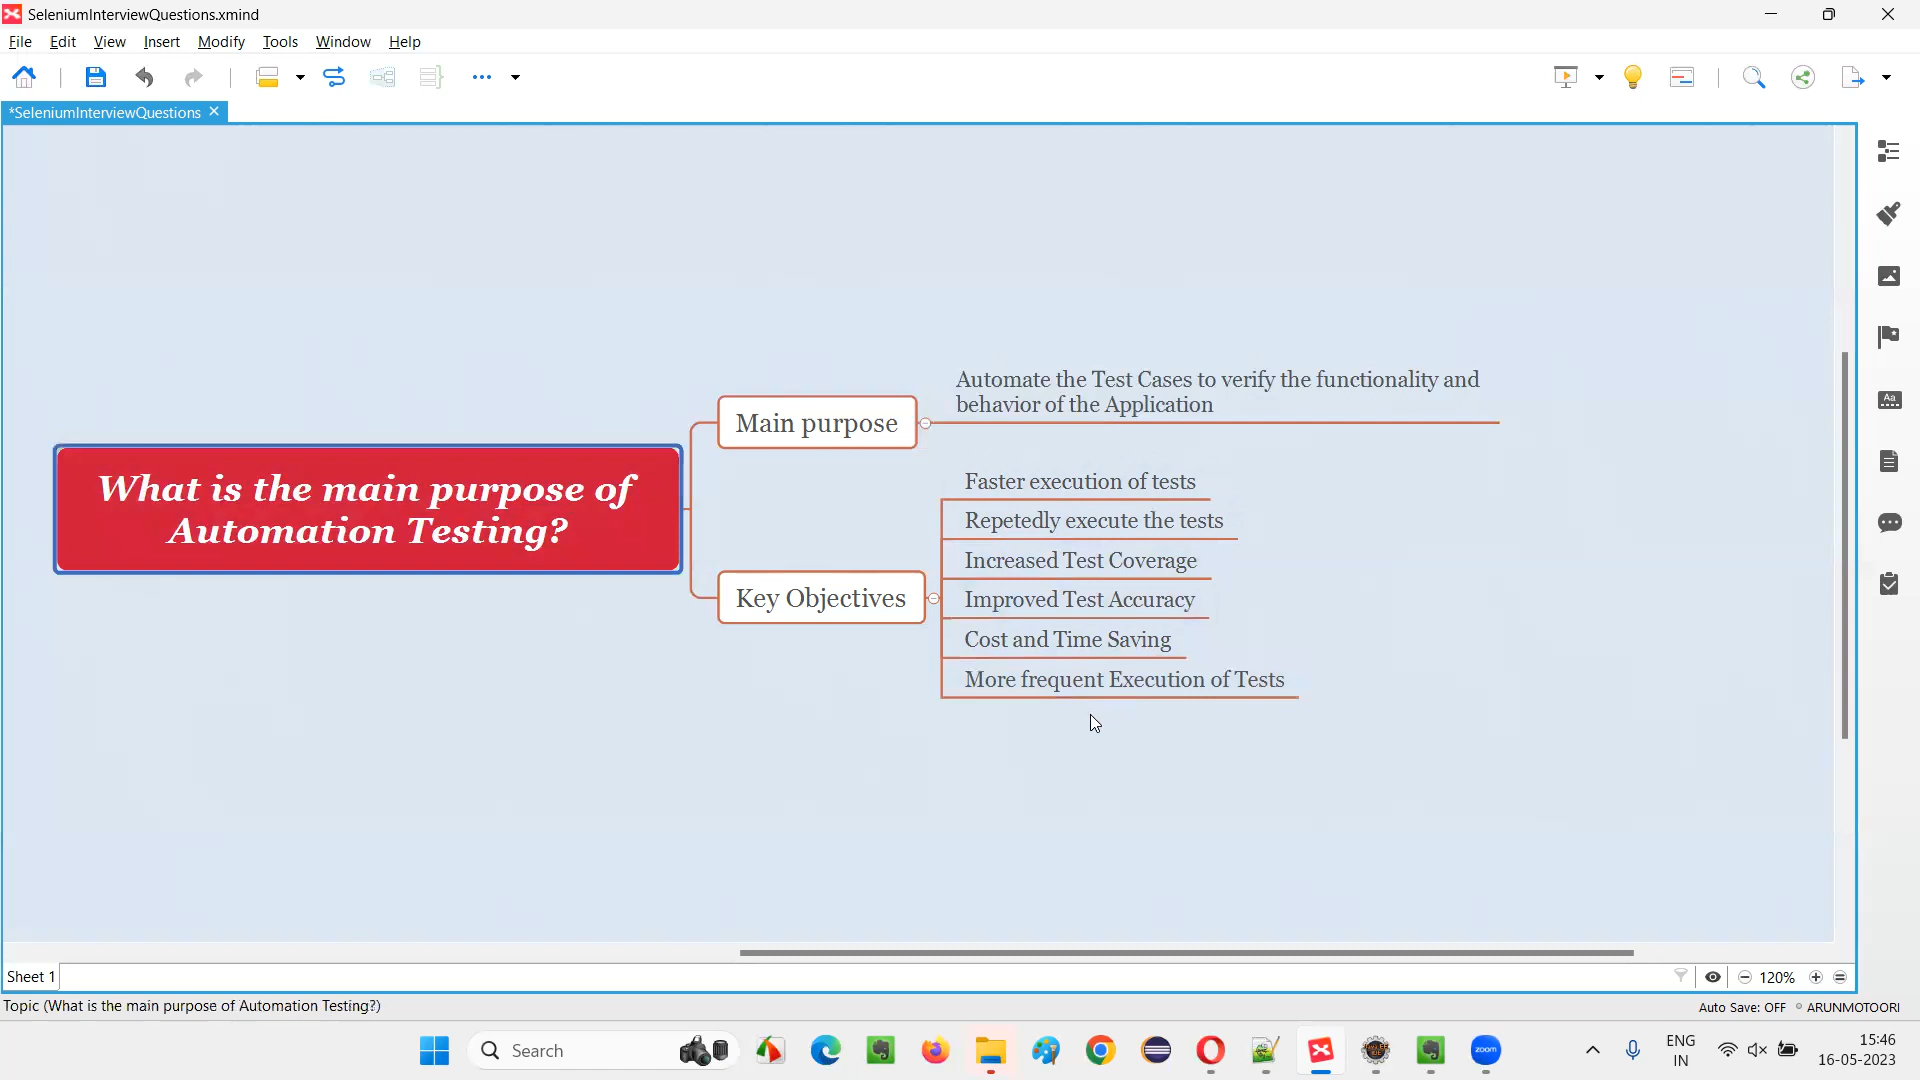 SeleniumInterviewQuestions.xmind
File Edit View Insert Modify Tools Window Help
*SeleniumInterviewQuestions
What is the main purpose of
Automation Testing?
Main purpose
Automate the Test Cases to verify the functionality and
behavior of the Application
Key Objectives
Faster execution of tests
Repetedly execute the tests
Increased Test Coverage
Improved Test Accuracy
Cost and Time Saving
More frequent Execution of Tests
Aa
Sheet 1
120%
Topic (What is the main purpose of Automation Testing?)
Auto Save: OFF
ARUNMOTOORI
Search
zoom
ENG
IN
15:46
16-05-2023